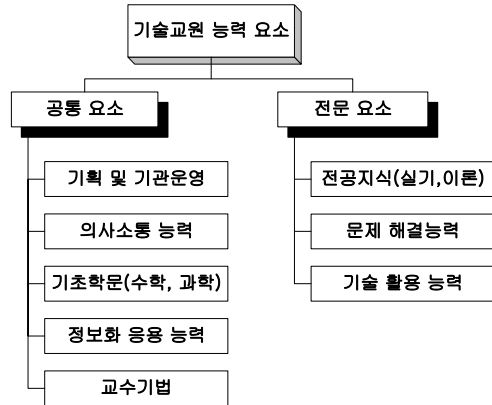 기술교원 능력 요소
공통 요소
전문 요소
기획 및 기관운영
의사소통 능력
기초학문(수학, 과학)
정보화 응용 능력
교수기법
전공지식(실기,이론)
문제 해결능력
기술 활용 능력